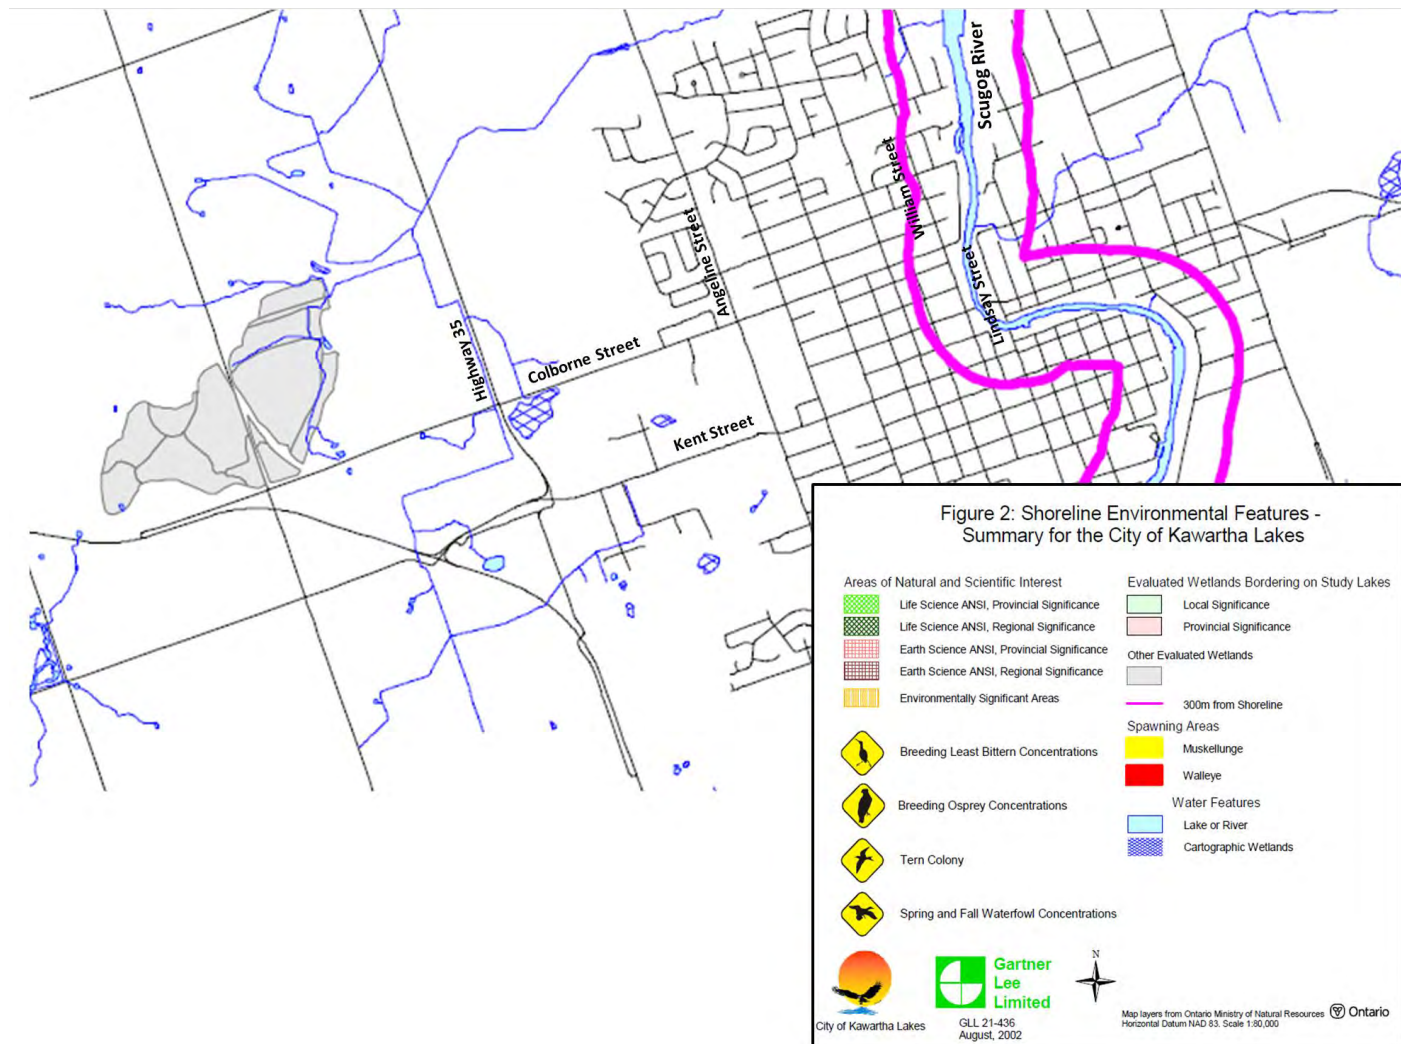 Scugog River
William Street
Angeline Street
Lindsay Street
Highway 35
Colborne Street
Kent Street
Figure 2: Shoreline Environmental Features -
Summary for the City of Kawartha Lakes
Areas of Natural and Scientific Interest
Life Science ANSI, Provincial Significance
Life Science ANSI, Regional Significance
Earth Science ANSI, Provincial Significance
Earth Science ANSI, Regional Significance
Environmentally Significant Areas
Breeding Least Bittern Concentrations
Breeding Osprey Concentrations
Tern Colony
Spring and Fall Waterfowl Concentrations
Evaluated Wetlands Bordering on Study Lakes
Local Significance
Provincial Significance
Other Evaluated Wetlands
300m from Shoreline
Spawning Areas
Muskellunge
Walleye
Water Features
Lake or River
Cartographic Wetlands
City of Kawartha Lakes
Gartner
Lee
Limited
GLL 21-436
August, 2002
N
Map layers from Ontario Ministry of Natural Resources
Horizontal Datum NAD 83. Scale 1:80,000
Ontario